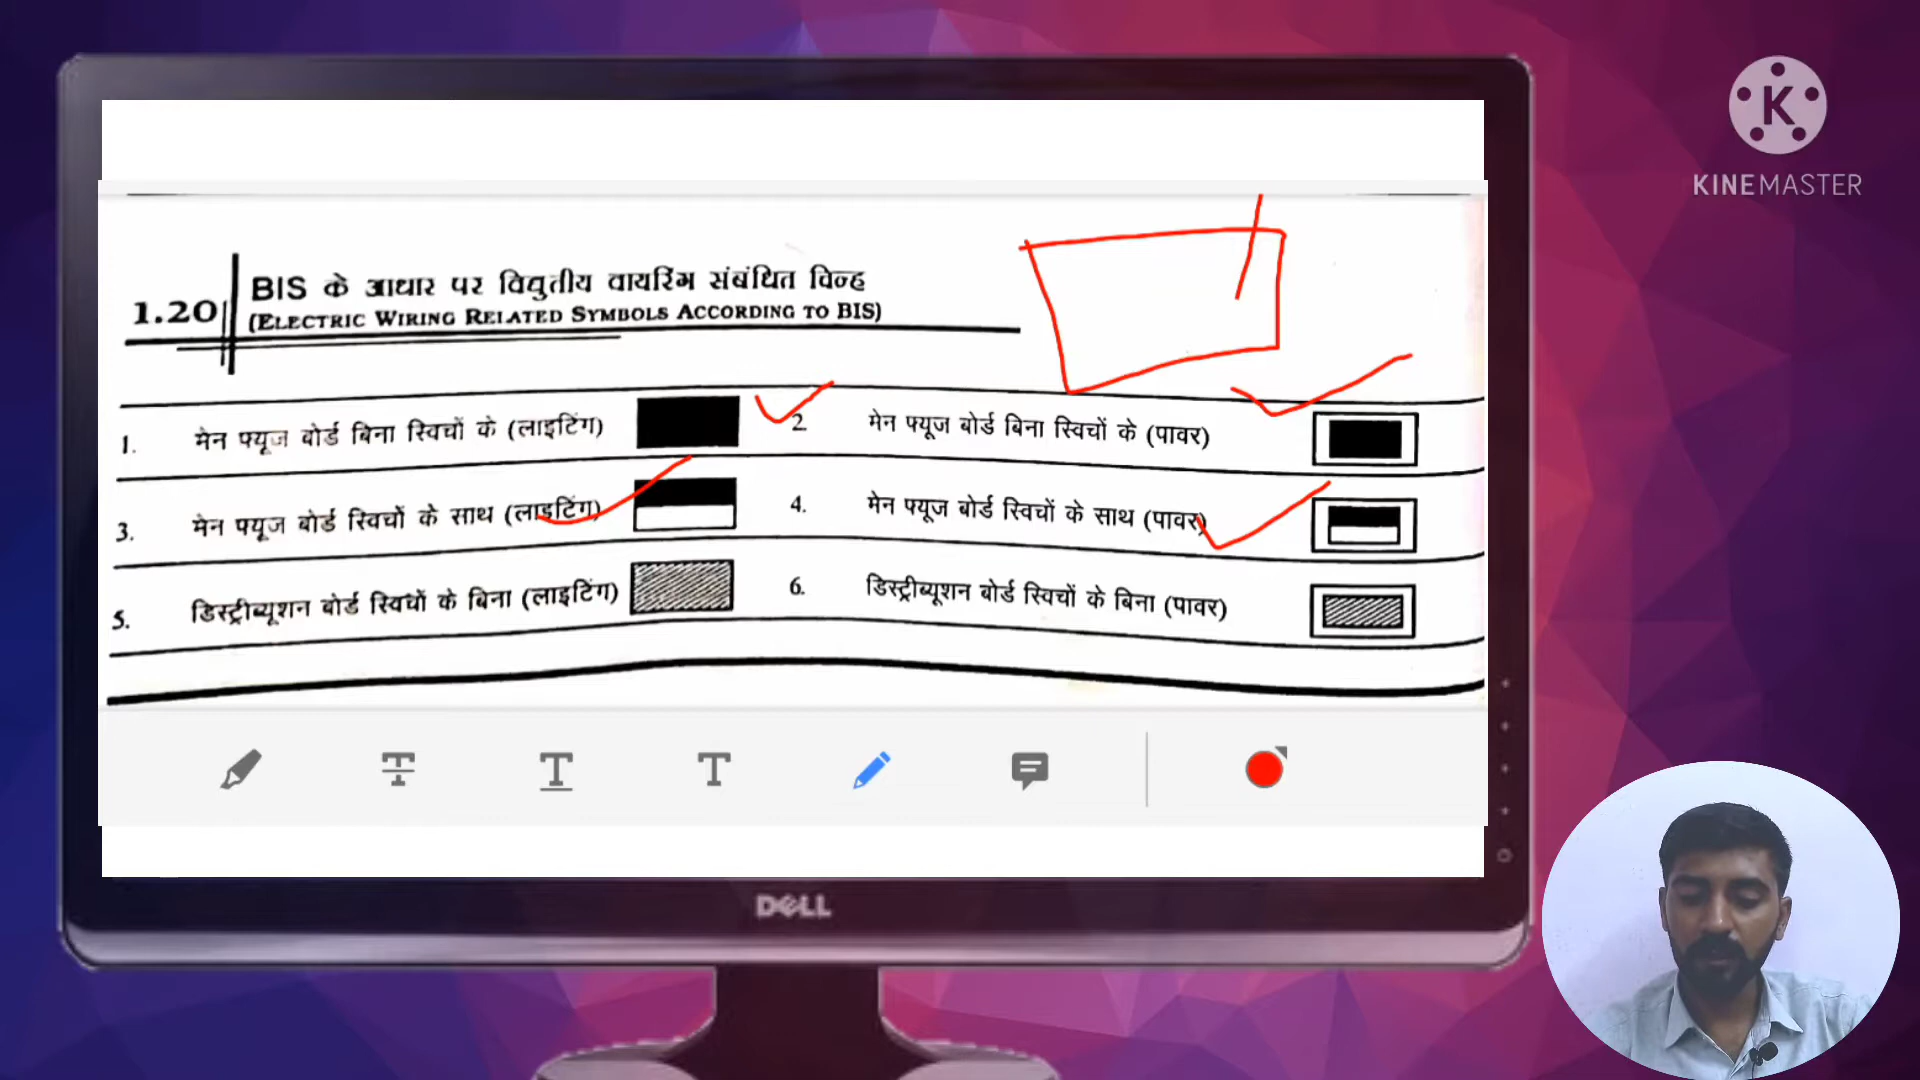 KINEMASTER
1.20
BIS के आधार पर विद्युतीय वायरिंग संबंधित चिन्ह
(ELECTRIC WIRING RELATED SYMBOLS ACCORDING TO BIS)
1. मेन फ्यूज बोर्ड बिना स्विचों के (लाइटिंग)
2. मेन फ्यूज बोर्ड बिना स्विचों के (पावर)
3. मेन फ्यूज बोर्ड स्विचों के साथ (लाइटिंग)
4. मेन फ्यूज बोर्ड स्विचों के साथ (पावर)
5. डिस्ट्रीब्यूशन बोर्ड स्विचों के बिना (लाइटिंग)
6. डिस्ट्रीब्यूशन बोर्ड स्विचों के बिना (पावर)
DELL